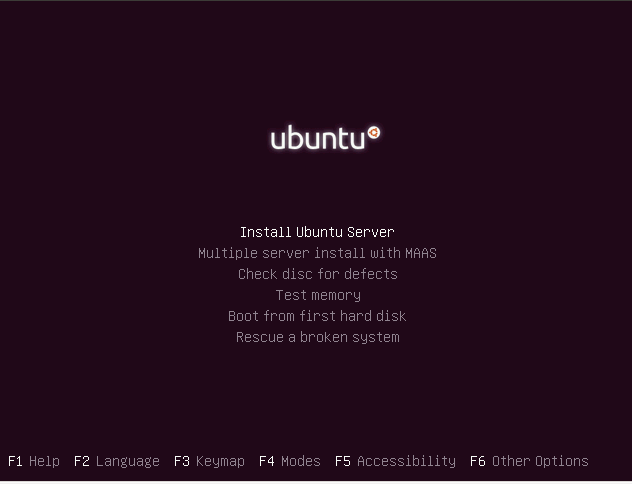 ubuntu
Install Ubuntu Server
Multiple server install with MAAS
Check disc for defects
Test memory
Boot from first hard disk
Rescue a broken system
F1 Help F2 Language F3 Keymap F4 Modes F5 Accessibility F6 Other Options